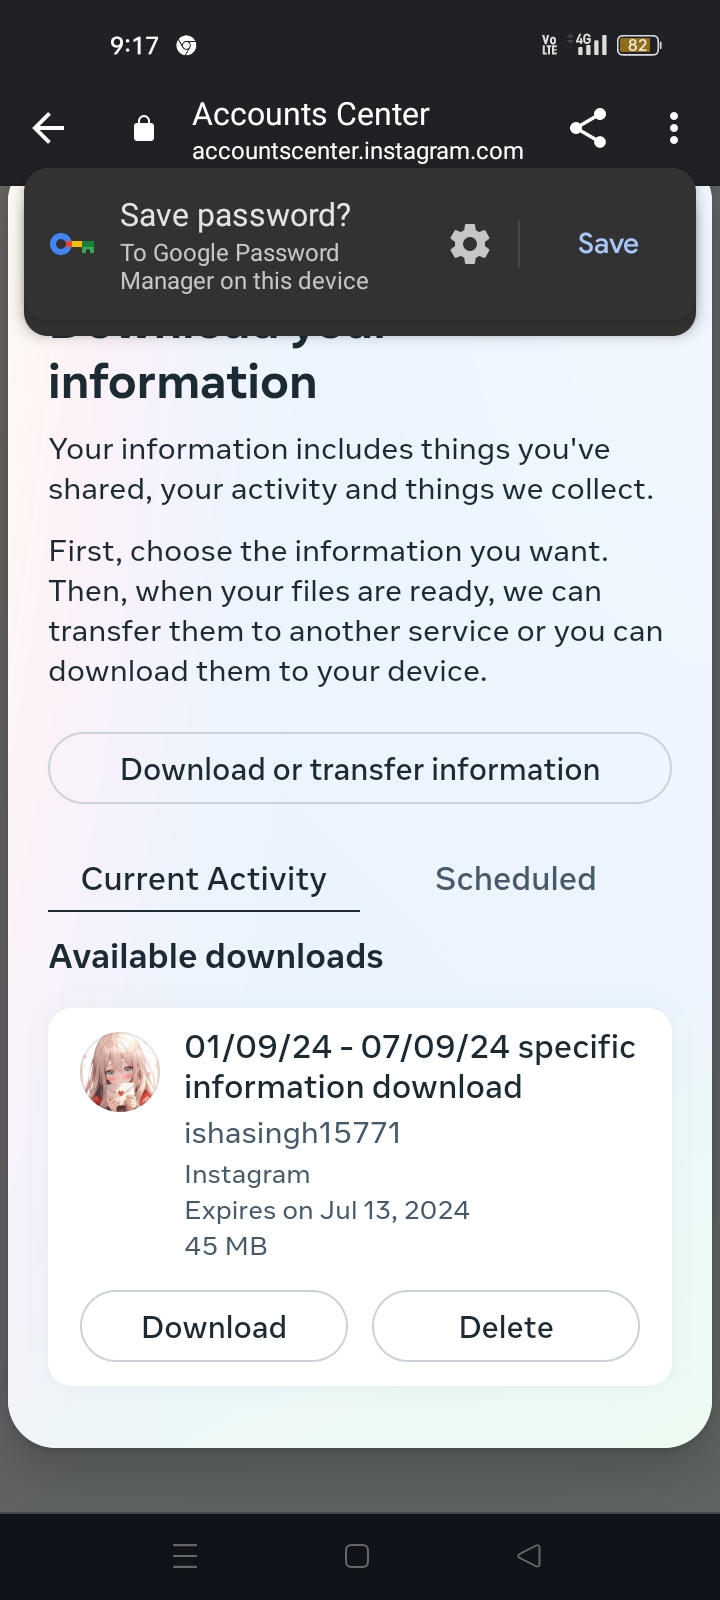 9:17
Vo
LTE
4G
82
Accounts Center
accountscenter.instagram.com
Save password?
To Google Password
Manager on this device
Save
Download your
information
Your information includes things you've
shared, your activity and things we collect.
First, choose the information you want.
Then, when your files are ready, we can
transfer them to another service or you can
download them to your device.
Download or transfer information
Current Activity
Scheduled
Available downloads
01/09/24 - 07/09/24 specific
information download
ishasingh15771
Instagram
Expires on Jul 13, 2024
45 MB
Download
Delete